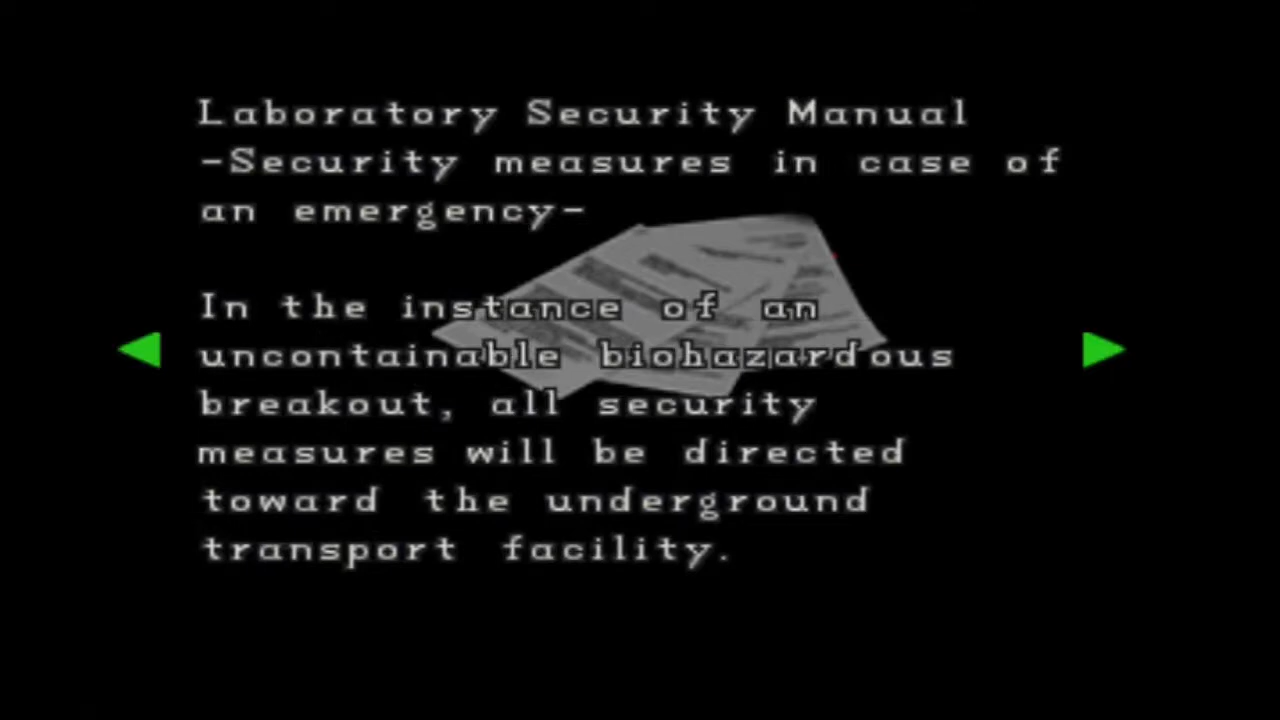 Laboratory Security Manual
-Security measures in case of
an emergency-
In the instance of an
uncontainable biohazardous
breakout, all security
measures will be directed
toward the underground
transport facility.